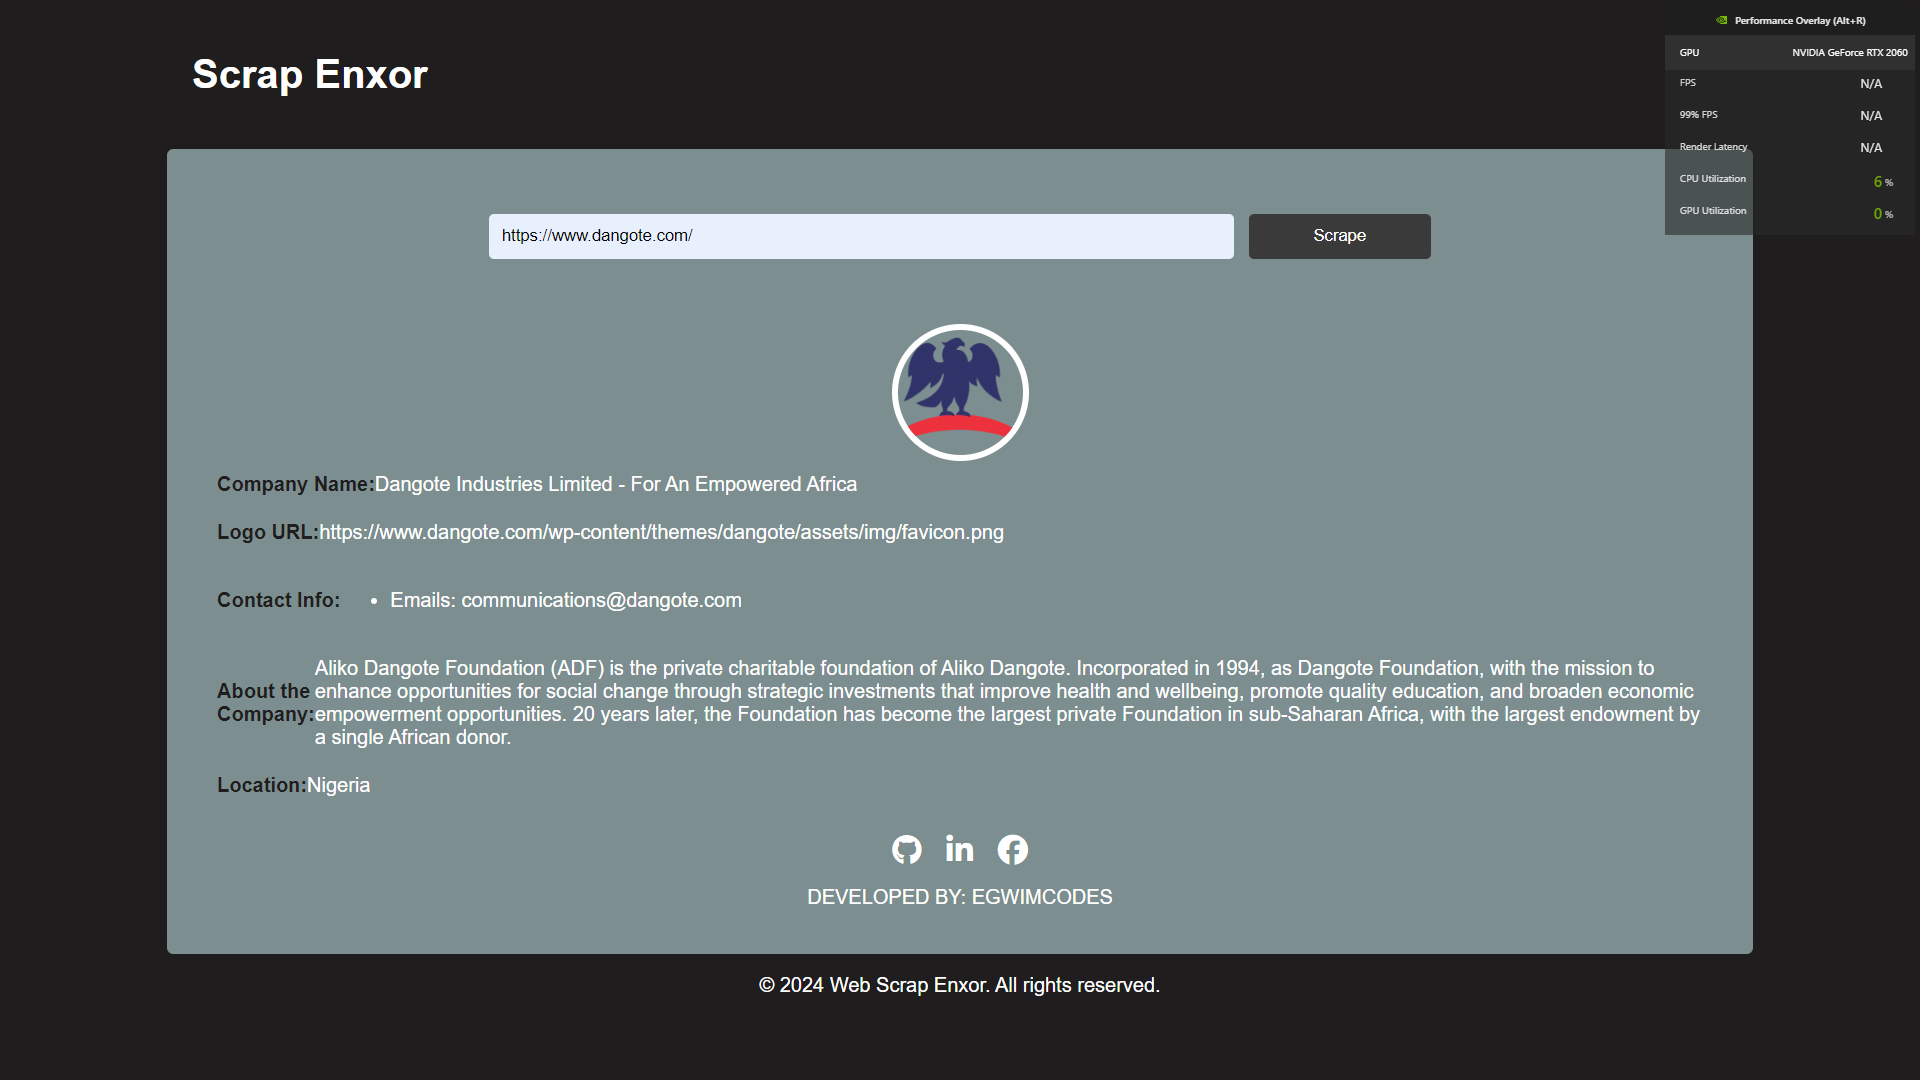 Performance Overlay (Alt+R)
GPU NVIDIA GeForce RTX 2060
FPS N/A
99% FPS N/A
Render Latency N/A
CPU Utilization 6 %
GPU Utilization 0 %
Scrap Enxor
https://www.dangote.com/ Scrape
Company Name:Dangote Industries Limited - For An Empowered Africa
Logo URL:https://www.dangote.com/wp-content/themes/dangote/assets/img/favicon.png
Contact Info: • Emails: communications@dangote.com
About the
Company:
Aliko Dangote Foundation (ADF) is the private charitable foundation of Aliko Dangote. Incorporated in 1994, as Dangote Foundation, with the mission to
enhance opportunities for social change through strategic investments that improve health and wellbeing, promote quality education, and broaden economic
empowerment opportunities. 20 years later, the Foundation has become the largest private Foundation in sub-Saharan Africa, with the largest endowment by
a single African donor.
Location:Nigeria
DEVELOPED BY: EGWIMCODES
© 2024 Web Scrap Enxor. All rights reserved.